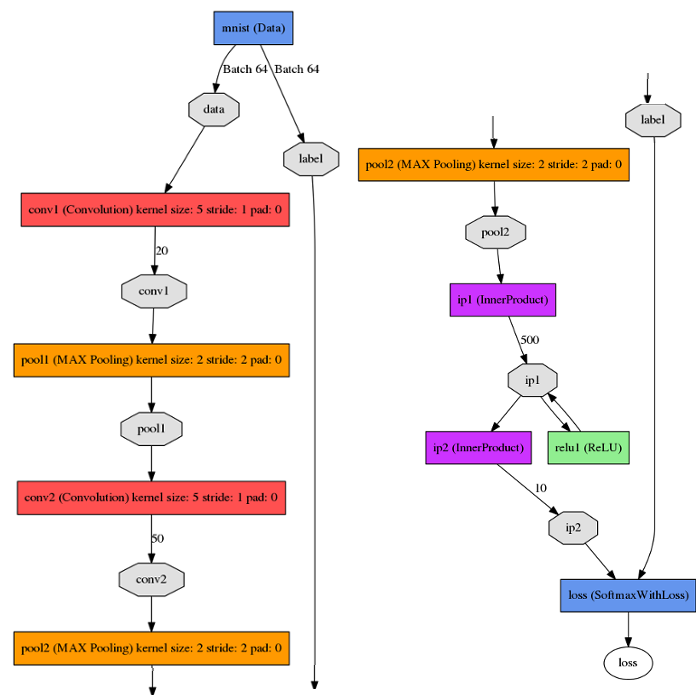 mnist (Data)
Batch 64
Batch 64
data
label
conv1 (Convolution) kernel size: 5 stride: 1 pad: 0
20
conv1
pool1 (MAX Pooling) kernel size: 2 stride: 2 pad: 0
pool1
conv2 (Convolution) kernel size: 5 stride: 1 pad: 0
50
conv2
pool2 (MAX Pooling) kernel size: 2 stride: 2 pad: 0
label
pool2 (MAX Pooling) kernel size: 2 stride: 2 pad: 0
pool2
ip1 (InnerProduct)
500
ip1
ip2 (InnerProduct)
relu1 (ReLU)
10
ip2
loss (SoftmaxWithLoss)
loss